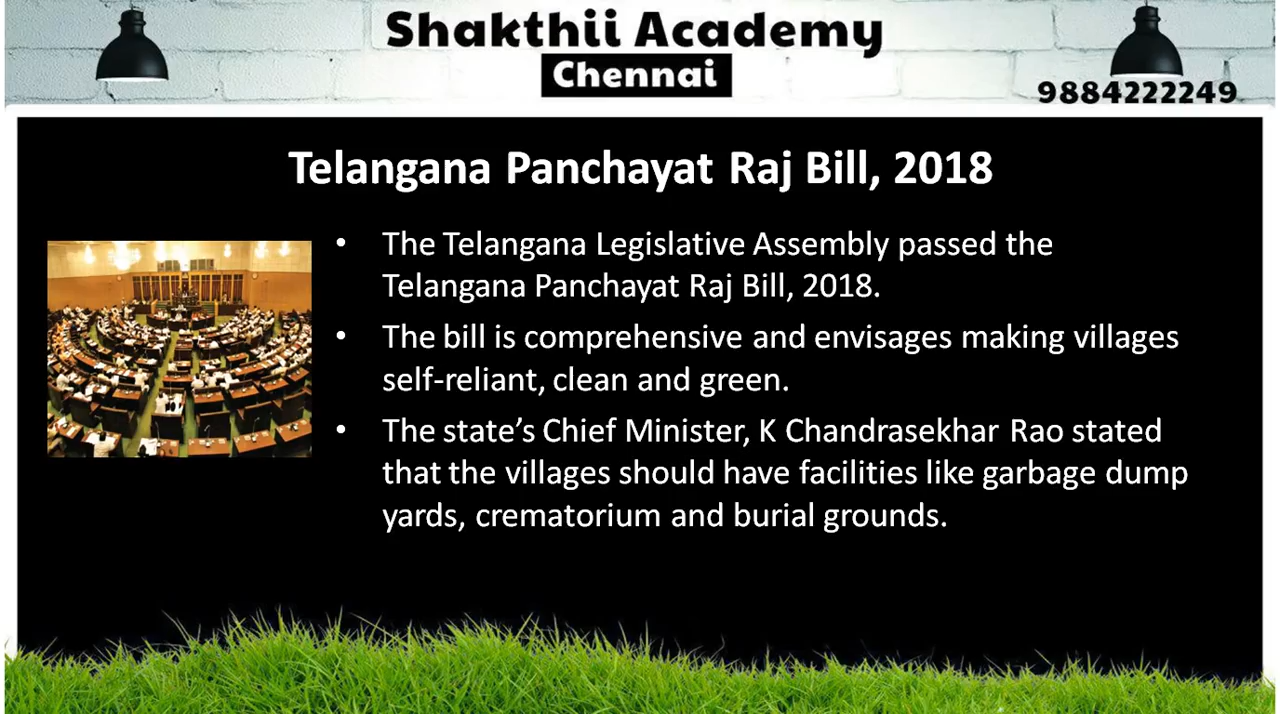 Shakthii Academy
Chennai
9884222249
Telangana Panchayat Raj Bill, 2018
• The Telangana Legislative Assembly passed the
Telangana Panchayat Raj Bill, 2018.
• The bill is comprehensive and envisages making villages
self-reliant, clean and green.
• The state’s Chief Minister, K Chandrasekhar Rao stated
that the villages should have facilities like garbage dump
yards, crematorium and burial grounds.